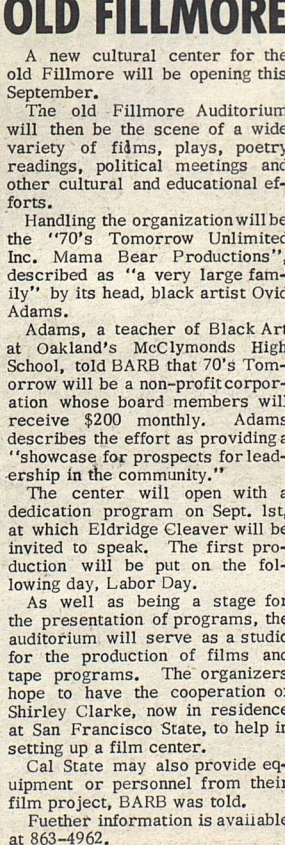 OLD FILLMORE
A new cultural center for the
old Fillmore will be opening this
September.
The old Fillmore Auditorium
will then be the scene of a wide
variety of films, plays, poetry
readings, political meetings and
other cultural and educational ef-
forts.
Handling the organization will be
the "70's Tomorrow Unlimited
Inc. Mama Bear Productions",
described as "a very large fam-
ily" by its head, black artist Ovid
Adams.
Adams, a teacher of Black Art
at Oakland's McClymonds High
School, told BARB that 70's Tom-
orrow will be a non-profit corpor-
ation whose board members will
receive $200 monthly. Adams
describes the effort as providing a
"showcase for prospects for lead-
ership in the community."
The center will open with a
dedication program on Sept. 1st,
at which Eldridge Cleaver will be
invited to speak. The first pro-
duction will be put on the fol-
lowing day, Labor Day.
As well as being a stage for
the presentation of programs, the
auditorium will serve as a studio
for the production of films and
tape programs. The organizers
hope to have the cooperation of
Shirley Clarke, now in residence
at San Francisco State, to help in
setting up a film center.
Cal State may also provide eq-
uipment or personnel from their
film project, BARB was told.
Fuether information is avaiiable
at 863-4962.